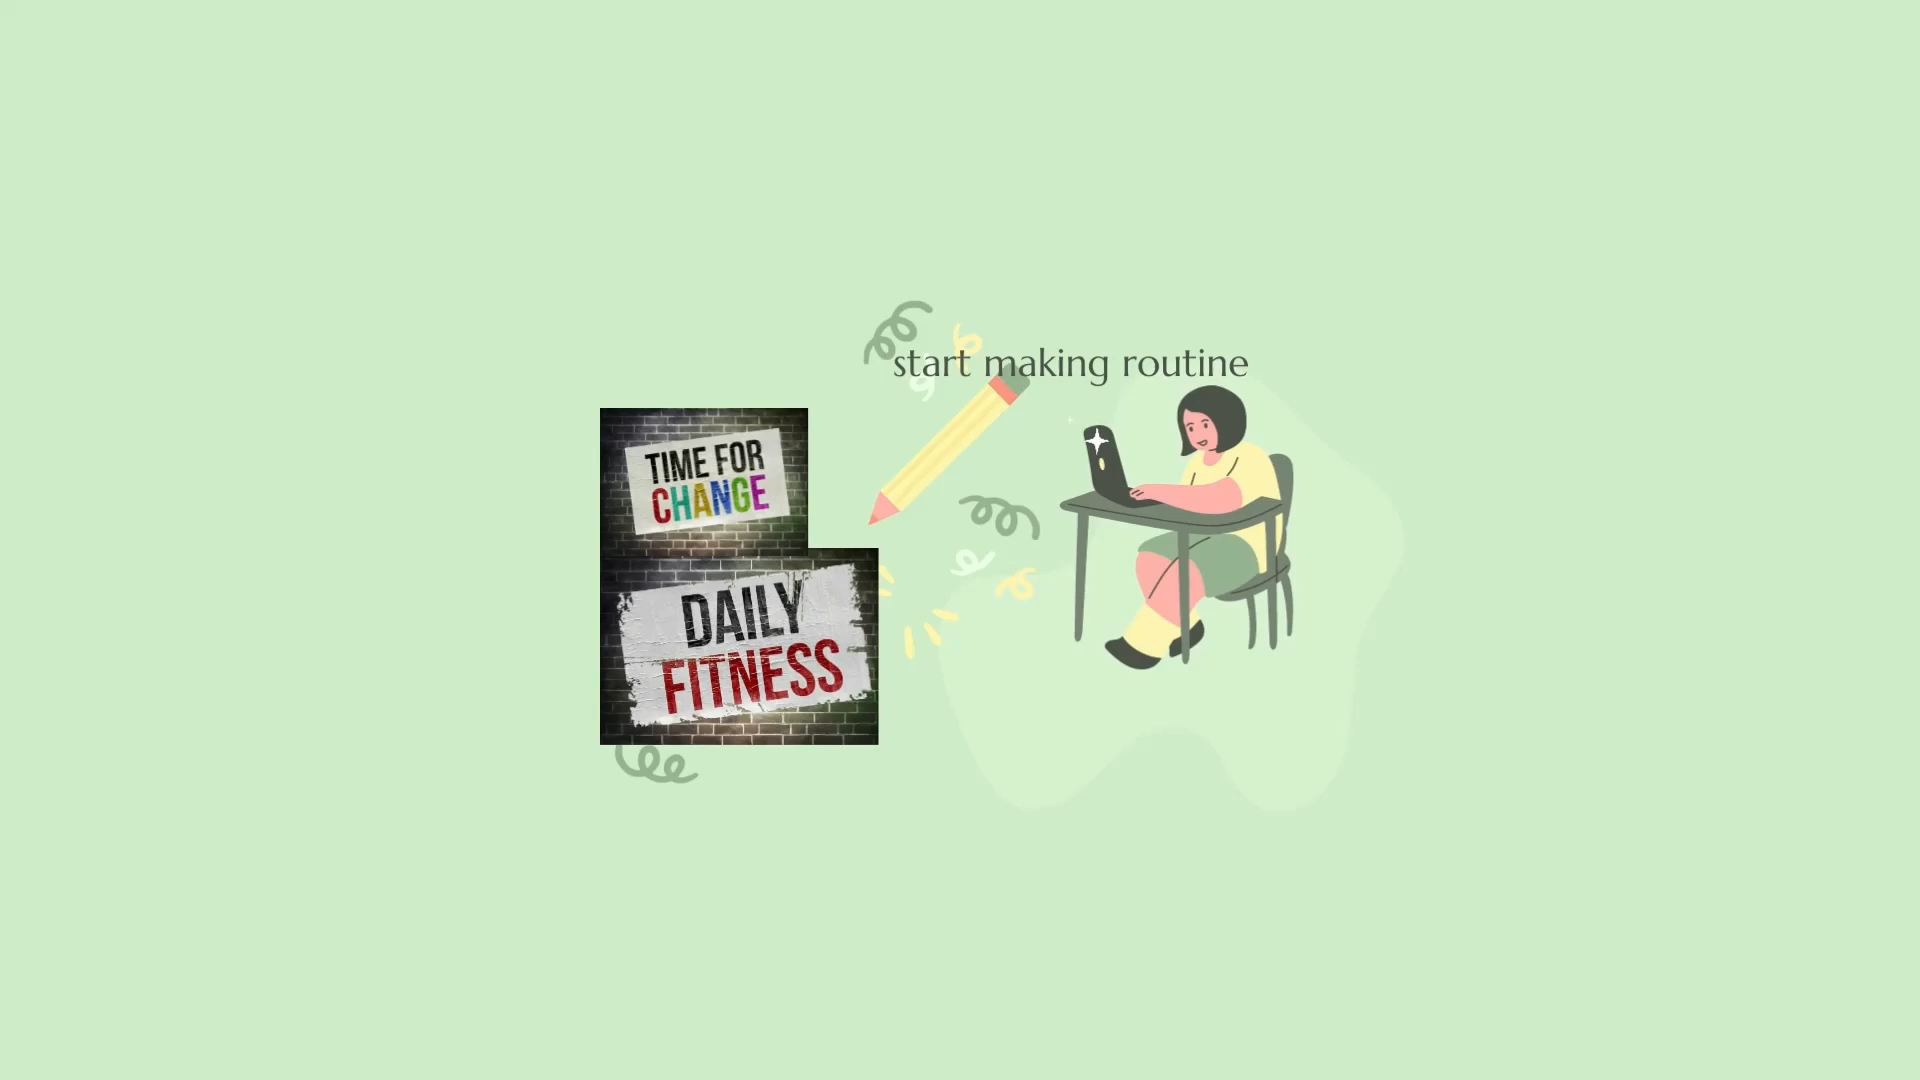 start making routine
TIME FOR
CHANGE
DAILY
FITNESS